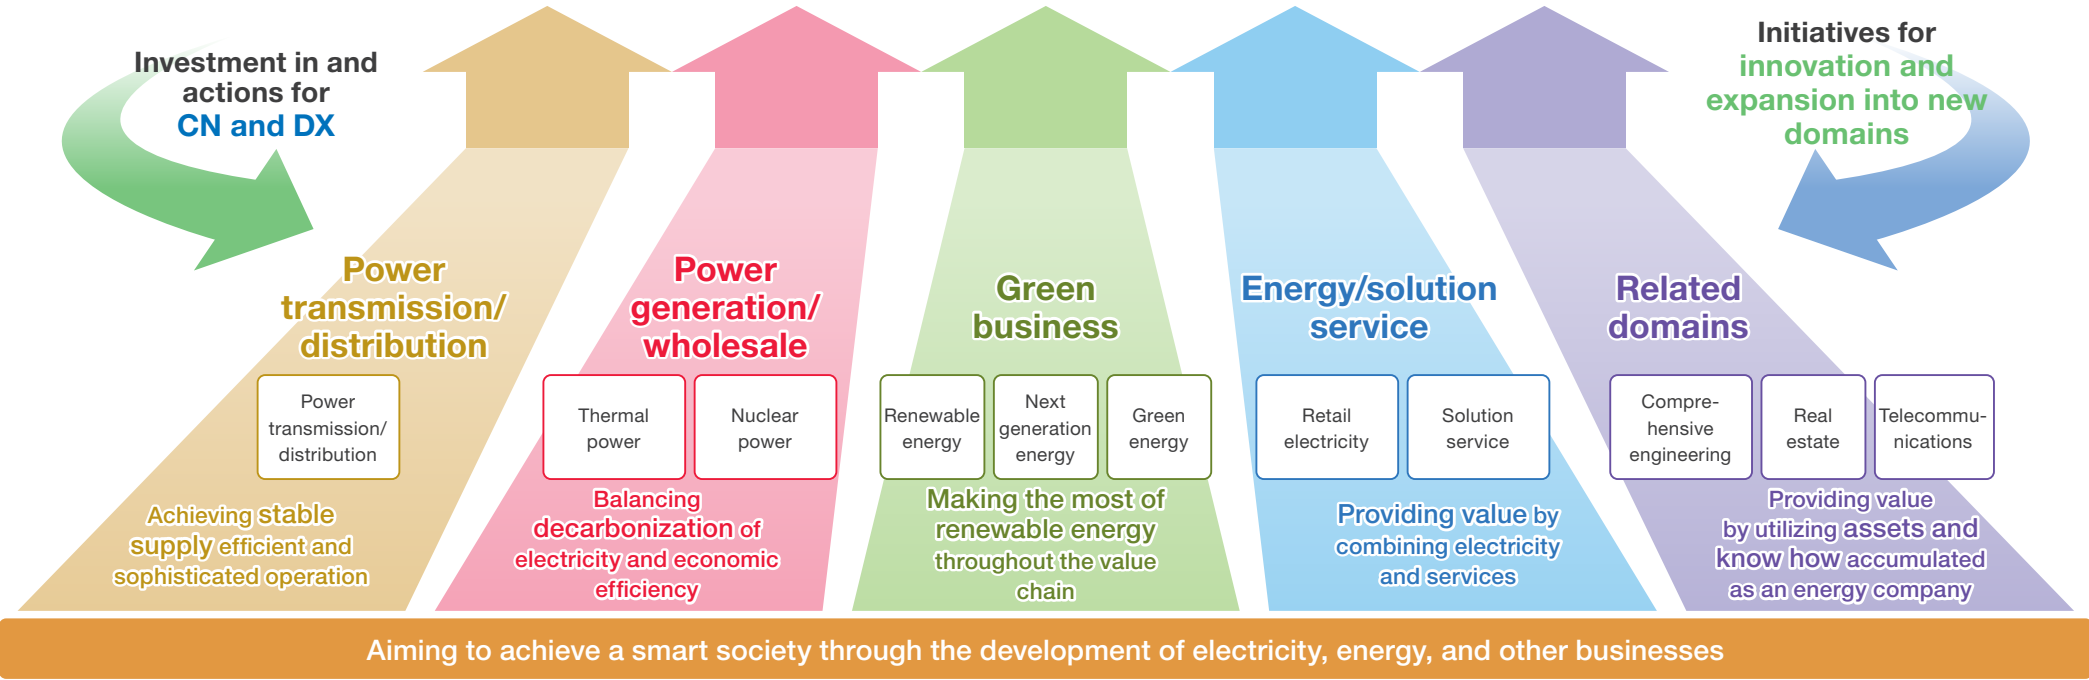 Investment in and
actions for
CN and DX
Initiatives for
innovation and
expansion into new
domains
Power
transmission/
distribution
Power
transmission/
distribution
Achieving stable
supply efficient and
sophisticated operation
Power
generation/
wholesale
Thermal
power
Nuclear
power
Balancing
decarbonization of
electricity and economic
efficiency
Green
business
Renewable
energy
Next
generation
energy
Green
energy
Making the most of
renewable energy
throughout the value
chain
Energy/solution
service
Retail
electricity
Solution
service
Providing value by
combining electricity
and services
Related
domains
Compre-
hensive
engineering
Real
estate
Telecommu-
nications
Providing value
by utilizing assets and
know how accumulated
as an energy company
Aiming to achieve a smart society through the development of electricity, energy, and other businesses